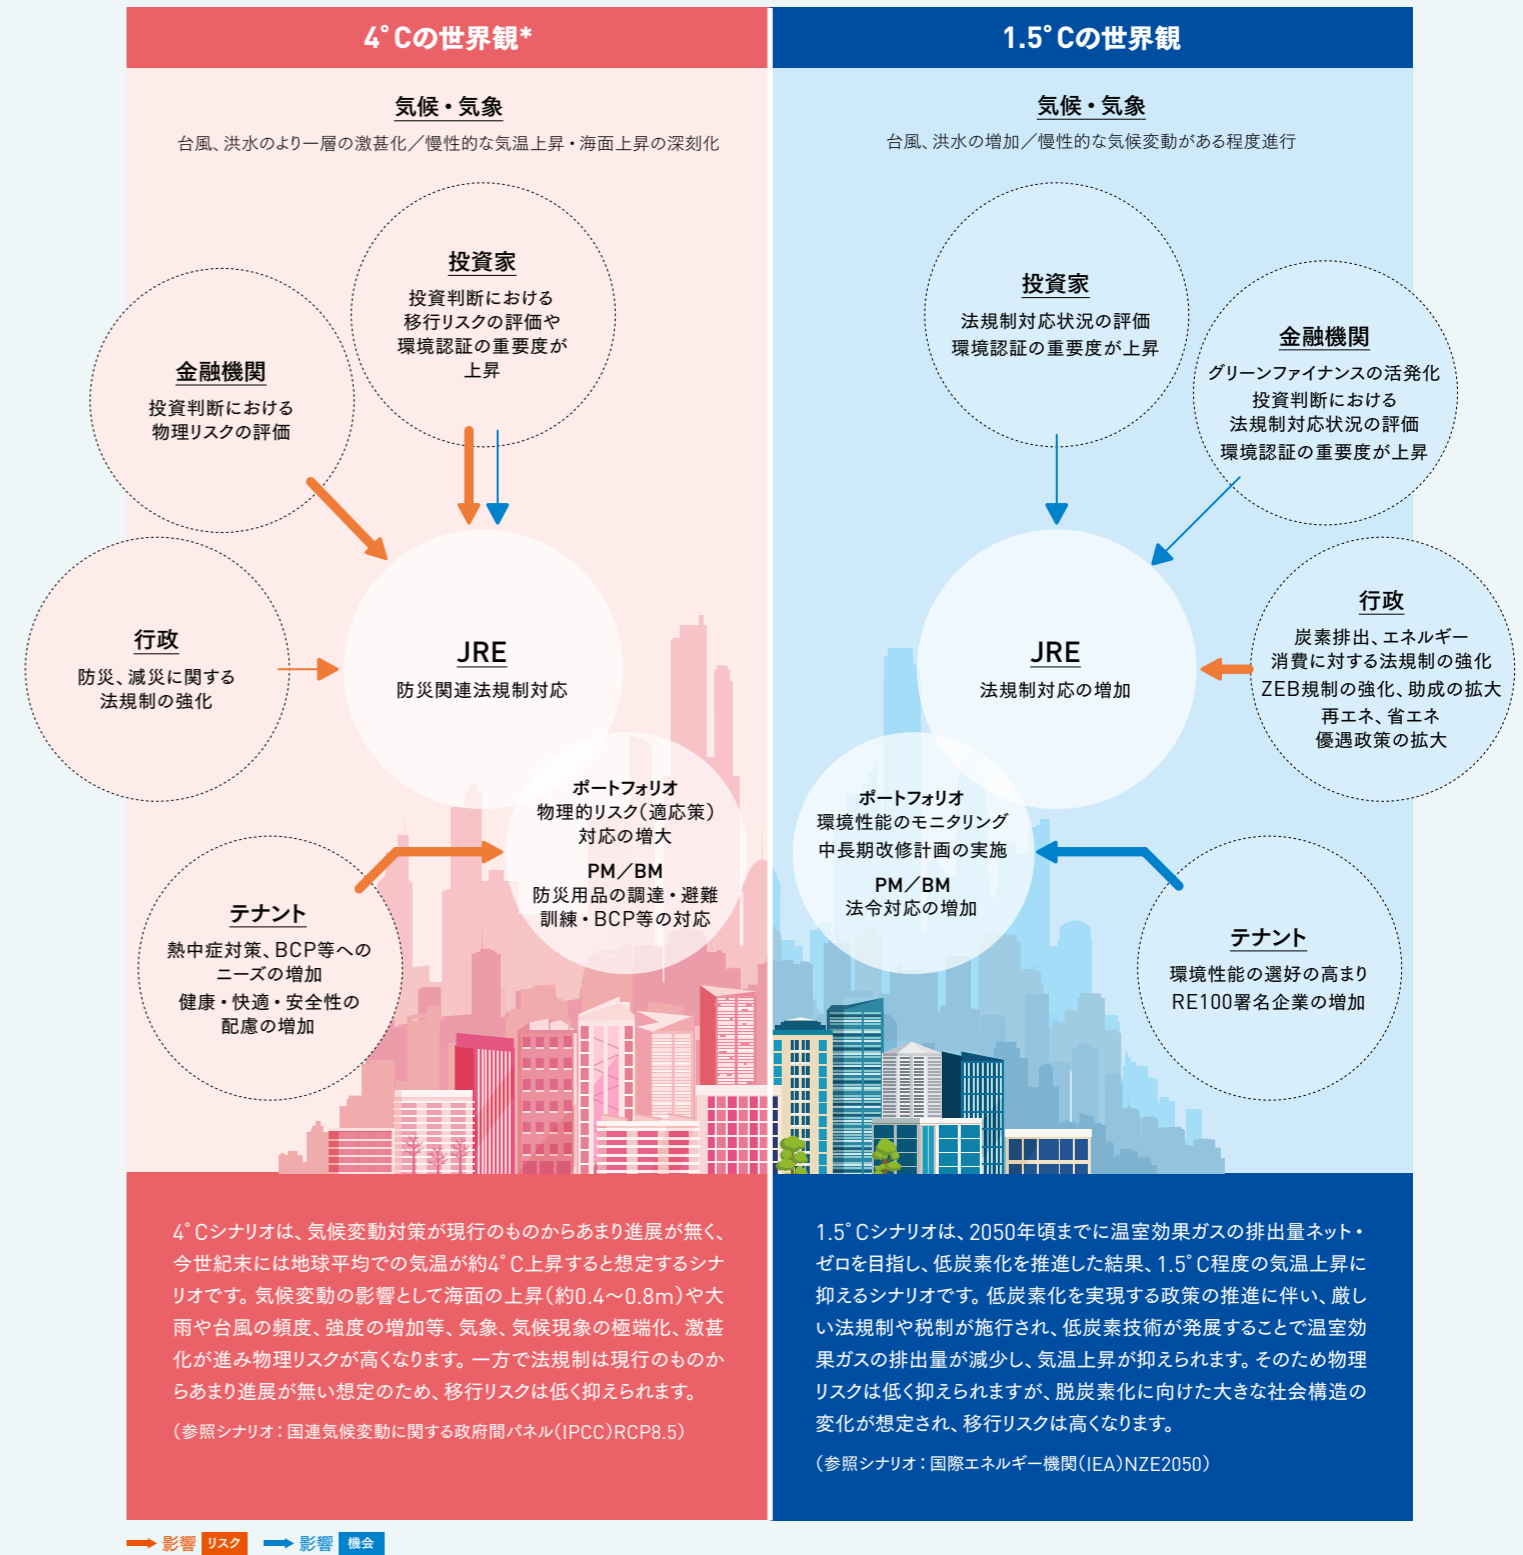 4°Cの世界観*
気候・気象
台風、洪水のより一層の激甚化／慢性的な気温上昇・海面上昇の深刻化
投資家
投資判断における
移行リスクの評価や
環境認証の重要度が
上昇
金融機関
投資判断における
物理リスクの評価
行政
防災、減災に関する
法規制の強化
JRE
防災関連法規制対応
ポートフォリオ
物理的リスク（適応策）
対応の増大
PM／BM
防災用品の調達・避難
訓練・BCP等の対応
テナント
熱中症対策、BCP等への
ニーズの増加
健康・快適・安全性の
配慮の増加
4°Cシナリオは、気候変動対策が現行のものからあまり進展が無く、
今世紀末には地球平均での気温が約4°C上昇すると想定するシナ
リオです。気候変動の影響として海面の上昇（約0.4～0.8m）や大
雨や台風の頻度、強度の増加等、気象、気候現象の極端化、激甚
化が進み物理リスクが高くなります。一方で法規制は現行のものか
らあまり進展が無い想定のため、移行リスクは低く抑えられます。
（参照シナリオ：国連気候変動に関する政府間パネル（IPCC）RCP8.5）
1.5°Cの世界観
気候・気象
台風、洪水の増加／慢性的な気候変動がある程度進行
投資家
法規制対応状況の評価
環境認証の重要度が上昇
金融機関
グリーンファイナンスの活発化
投資判断における
法規制対応状況の評価
環境認証の重要度が上昇
行政
炭素排出、エネルギー
消費に対する法規制の強化
ZEB規制の強化、助成の拡大
再エネ、省エネ
優遇政策の拡大
JRE
法規制対応の増加
ポートフォリオ
環境性能のモニタリング
中長期改修計画の実施
PM／BM
法令対応の増加
テナント
環境性能の選好の高まり
RE100署名企業の増加
1.5°Cシナリオは、2050年頃までに温室効果ガスの排出量ネット・
ゼロを目指し、低炭素化を推進した結果、1.5°C程度の気温上昇に
抑えるシナリオです。低炭素化を実現する政策の推進に伴い、厳し
い法規制や税制が施行され、低炭素技術が発展することで温室効
果ガスの排出量が減少し、気温上昇が抑えられます。そのため物理
リスクは低く抑えられますが、脱炭素化に向けた大きな社会構造の
変化が想定され、移行リスクは高くなります。
（参照シナリオ：国際エネルギー機関（IEA）NZE2050）
影響 リスク 影響 機会